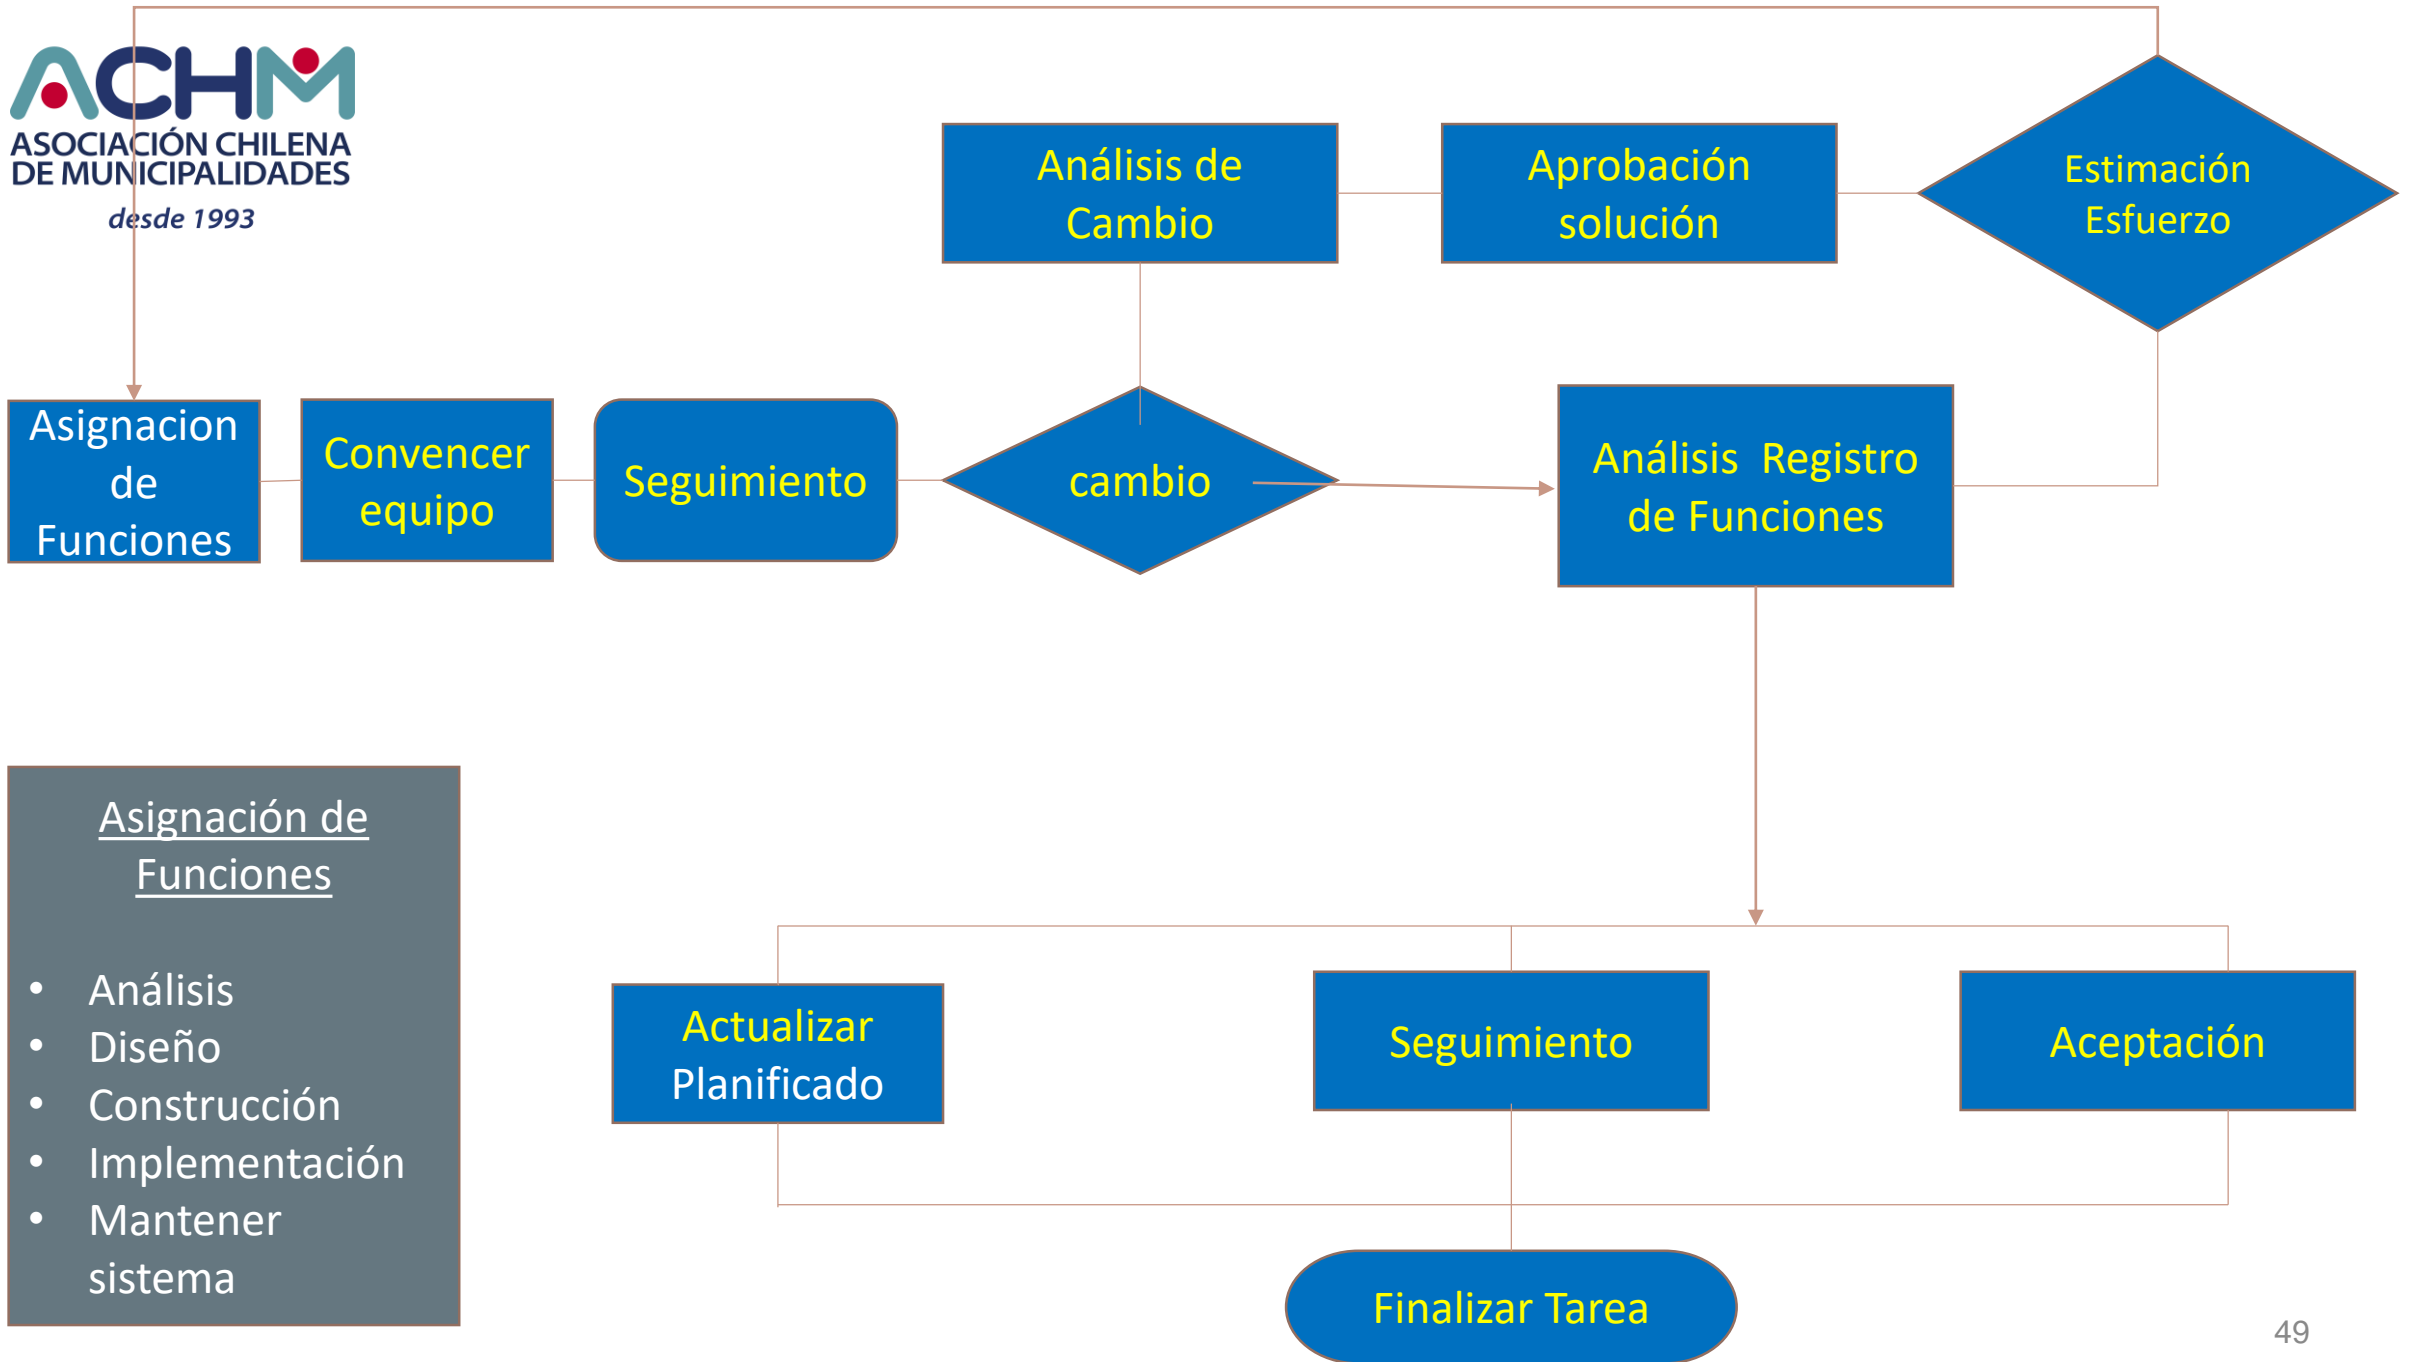 ACHM
ASOCIACIÓN CHILENA
DE MUNICIPALIDADES
desde 1993
Análisis de
Cambio
Aprobación
solución
Estimación
Esfuerzo
Asignacion
de
Funciones
Convencer
equipo
Seguimiento
cambio
Análisis  Registro
de Funciones
Asignación de
Funciones
• Análisis
• Diseño
• Construcción
• Implementación
• Mantener
sistema
Actualizar
Planificado
Seguimiento
Aceptación
Finalizar Tarea
49